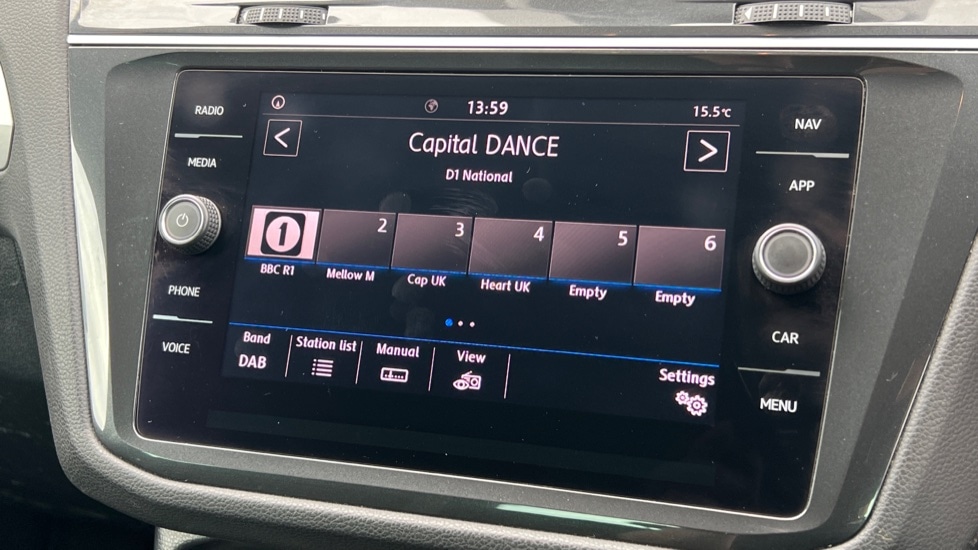 RADIO
MEDIA
PHONE
VOICE
13:59
15.5°C
<
Capital DANCE
>
D1 National
1 2 3 4 5 6
BBC R1 Mellow M Cap UK Heart UK Empty Empty
Band Station list Manual View Settings
DAB
NAV
APP
CAR
MENU